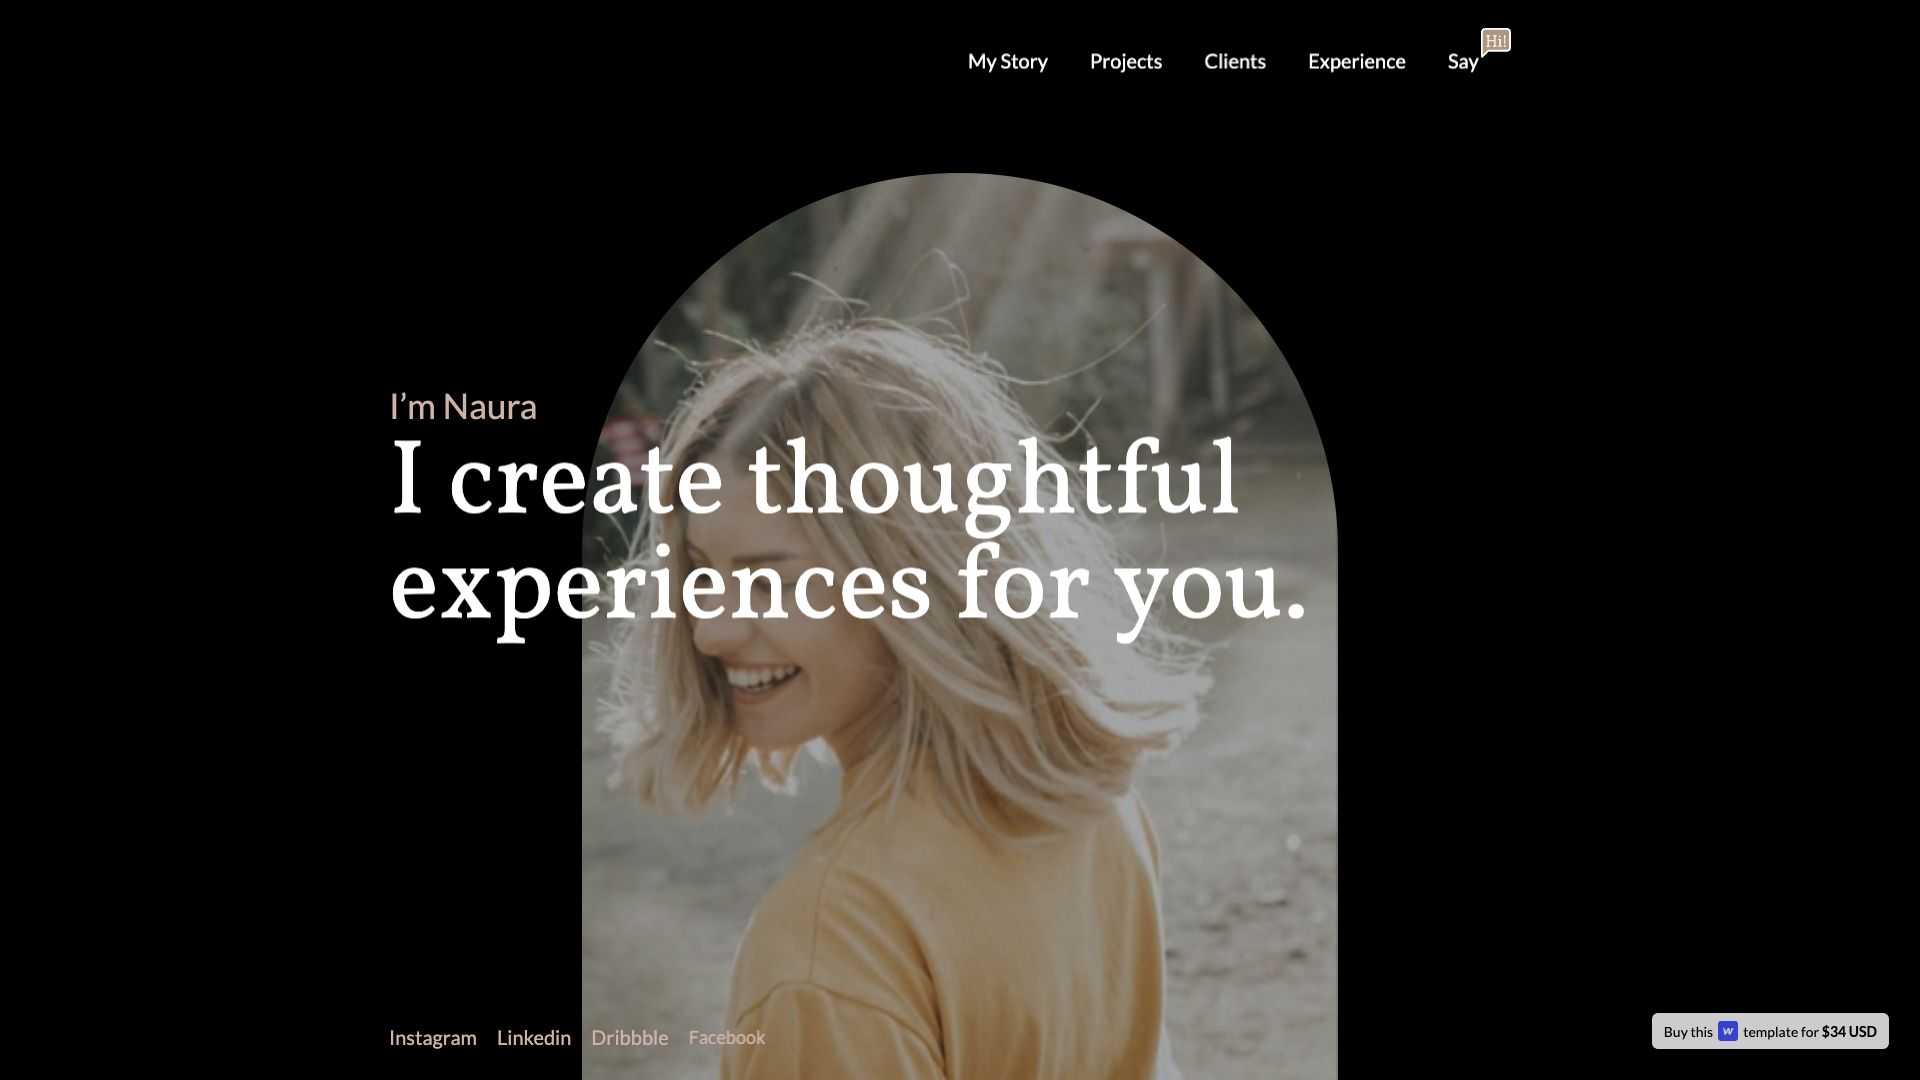 My Story Projects Clients Experience Say Hi!
I’m Naura
I create thoughtful
experiences for you.
Instagram Linkedin Dribbble Facebook
Buy this W template for $34 USD